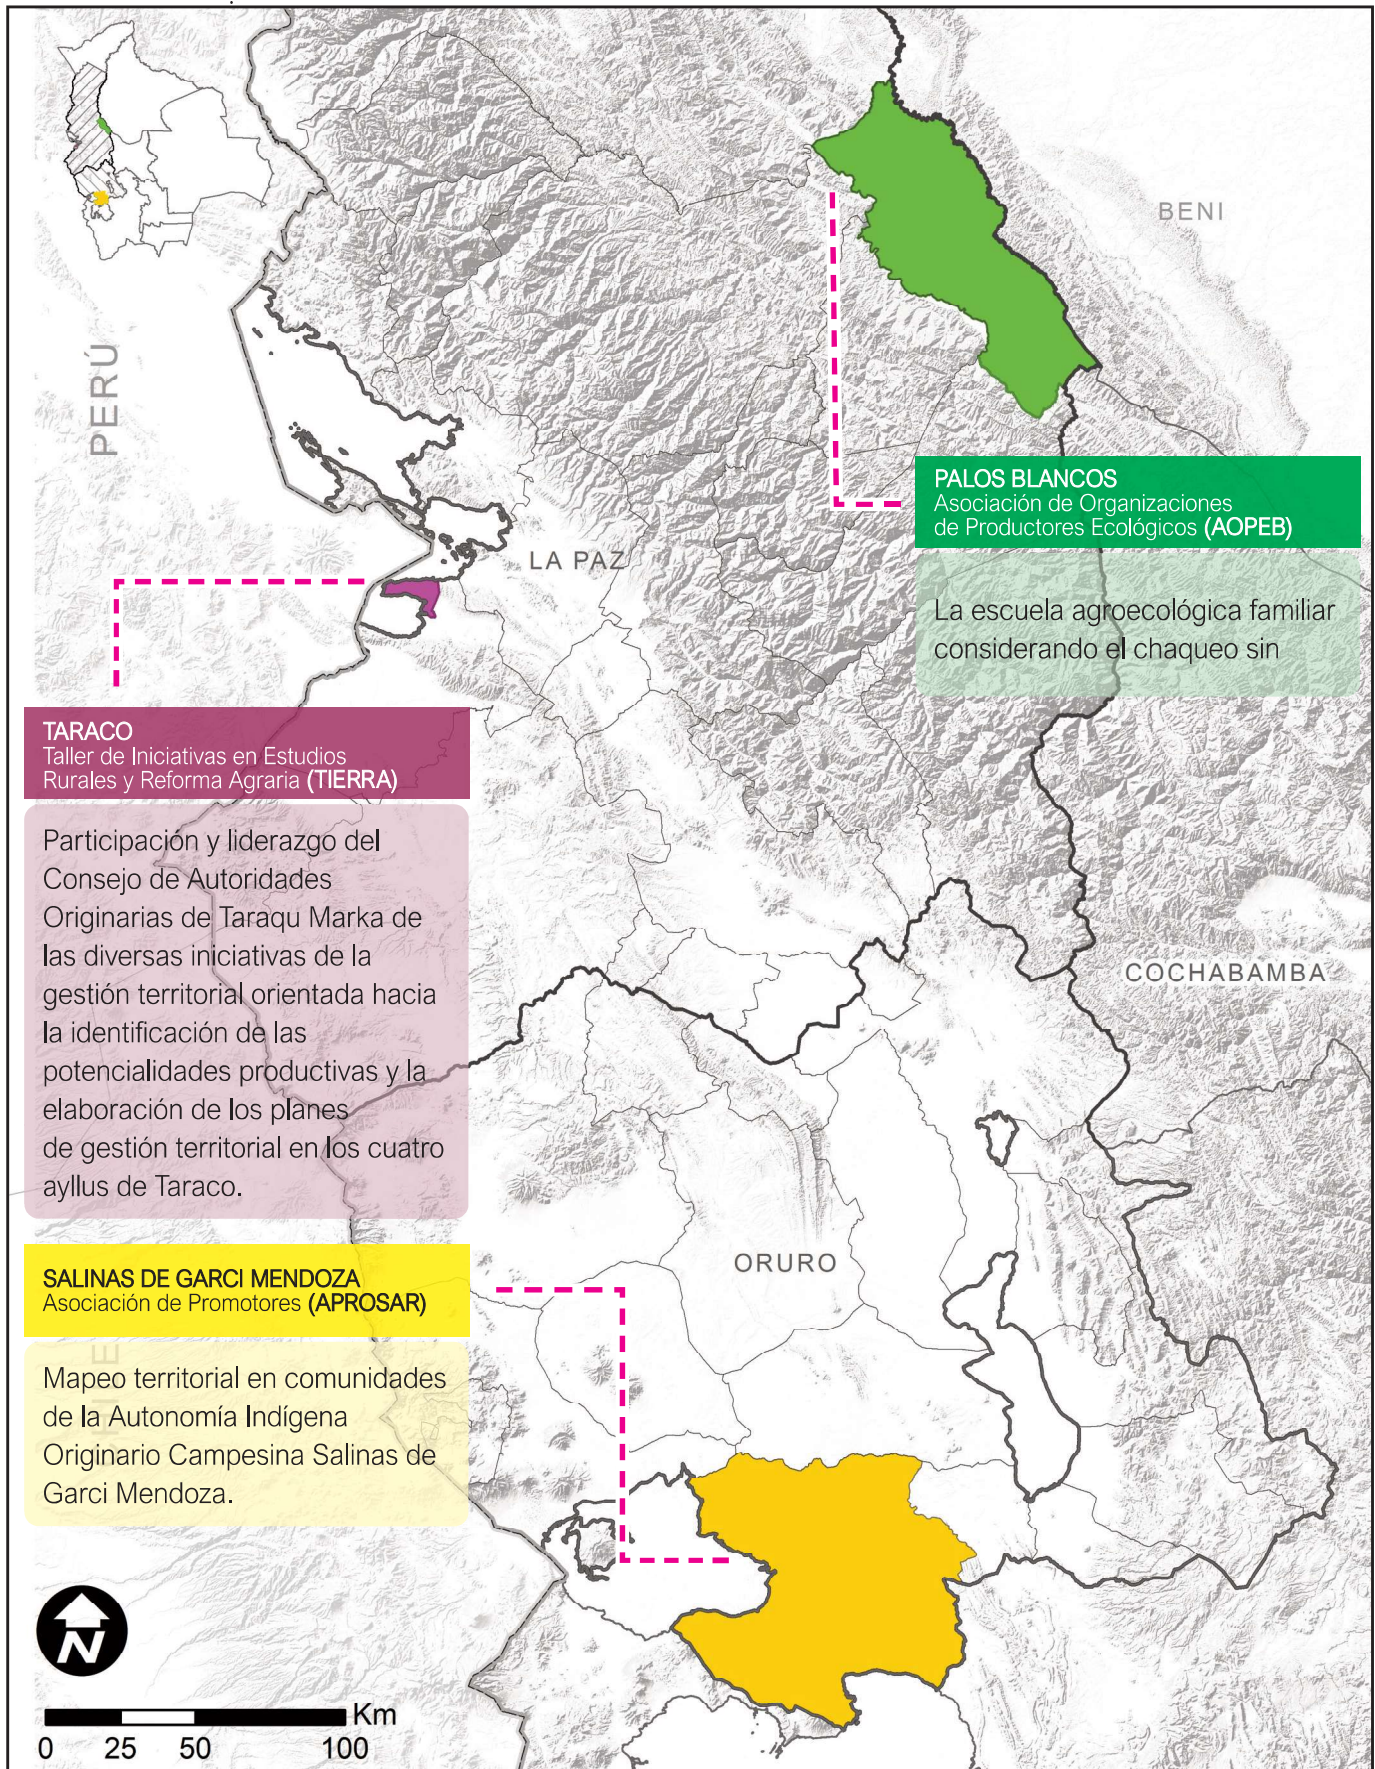 BENI
PERÚ
PALOS BLANCOS
Asociación de Organizaciones
de Productores Ecológicos (AOPEB)
La escuela agroecológica familiar
considerando el chaqueo sin
LA PAZ
TARACO
Taller de Iniciativas en Estudios
Rurales y Reforma Agraria (TIERRA)
Participación y liderazgo del
Consejo de Autoridades
Originarias de Taraqu Marka de
las diversas iniciativas de la
gestión territorial orientada hacia
la identificación de las
potencialidades productivas y la
elaboración de los planes
de gestión territorial en los cuatro
ayllus de Taraco.
COCHABAMBA
ORURO
SALINAS DE GARCI MENDOZA
Asociación de Promotores (APROSAR)
Mapeo territorial en comunidades
de la Autonomía Indígena
Originario Campesina Salinas de
Garci Mendoza.
N
Km
0 25 50 100